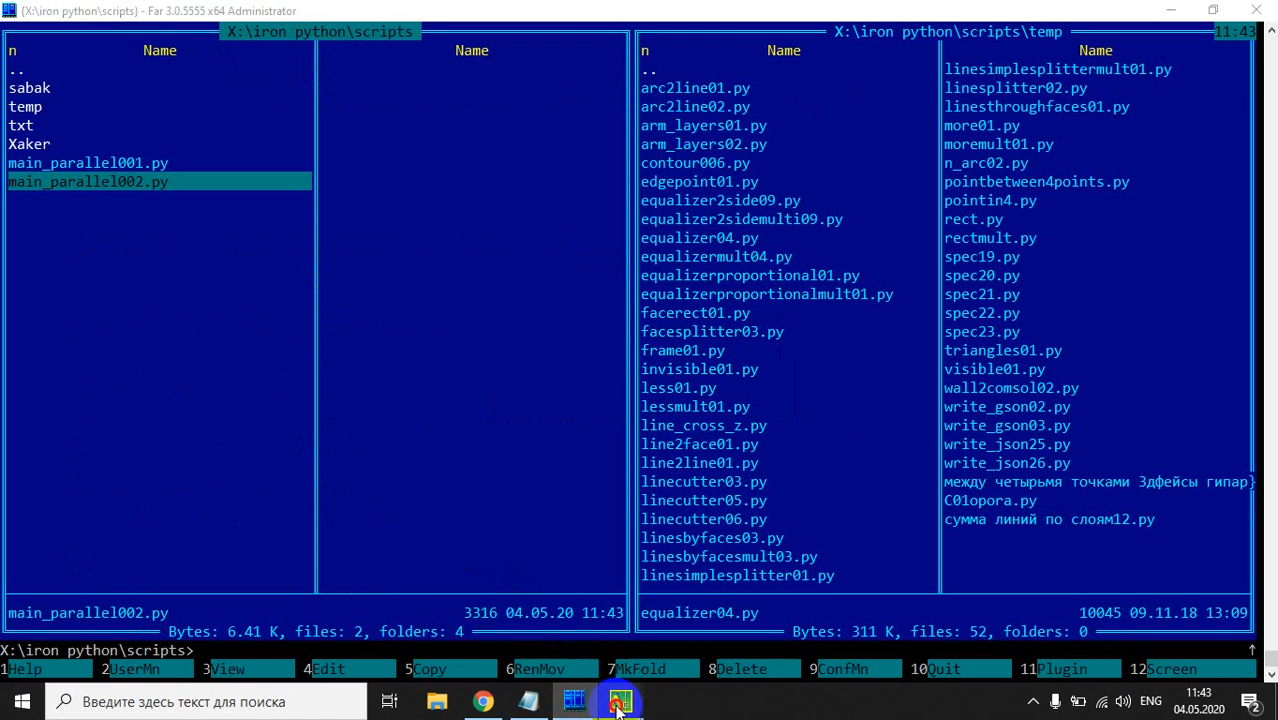 {X:\iron python\scripts} - Far 3.0.5555 x64 Administrator
X:\iron python\scripts
n Name Name
..
sabak
temp
txt
Xaker
main_parallel001.py
main_parallel002.py
main_parallel002.py 3316 04.05.20 11:43
Bytes: 6.41 K, files: 2, folders: 4
X:\iron python\scripts\temp 11:43
n Name Name
..
arc2line01.py
arc2line02.py
arm_layers01.py
arm_layers02.py
contour006.py
edgepoint01.py
equalizer2side09.py
equalizer2sidemulti09.py
equalizer04.py
equalizermult04.py
equalizerproportional01.py
equalizerproportionalmult01.py
facerect01.py
facesplitter03.py
frame01.py
invisible01.py
less01.py
lessmult01.py
line_cross_z.py
line2face01.py
line2line01.py
linecutter03.py
linecutter05.py
linecutter06.py
linesbyfaces03.py
linesbyfacesmult03.py
linesimplesplitter01.py
linesimplesplittermult01.py
linesplitter02.py
linesthroughfaces01.py
more01.py
moremult01.py
n_arc02.py
pointbetween4points.py
pointin4.py
rect.py
rectmult.py
spec19.py
spec20.py
spec21.py
spec22.py
spec23.py
triangles01.py
visible01.py
wall2comsol02.py
write_gson02.py
write_gson03.py
write_json25.py
write_json26.py
между четырьмя точками 3дфейсы гипар}
С01opora.py
сумма линий по слоям12.py
equalizer04.py 10045 09.11.18 13:09
Bytes: 311 K, files: 52, folders: 0
X:\iron python\scripts>
1Help 2UserMn 3View 4Edit 5Copy 6RenMov 7MkFold 8Delete 9ConfMn 10Quit 11Plugin 12Screen
Введите здесь текст для поиска
ENG
11:43
04.05.2020
2